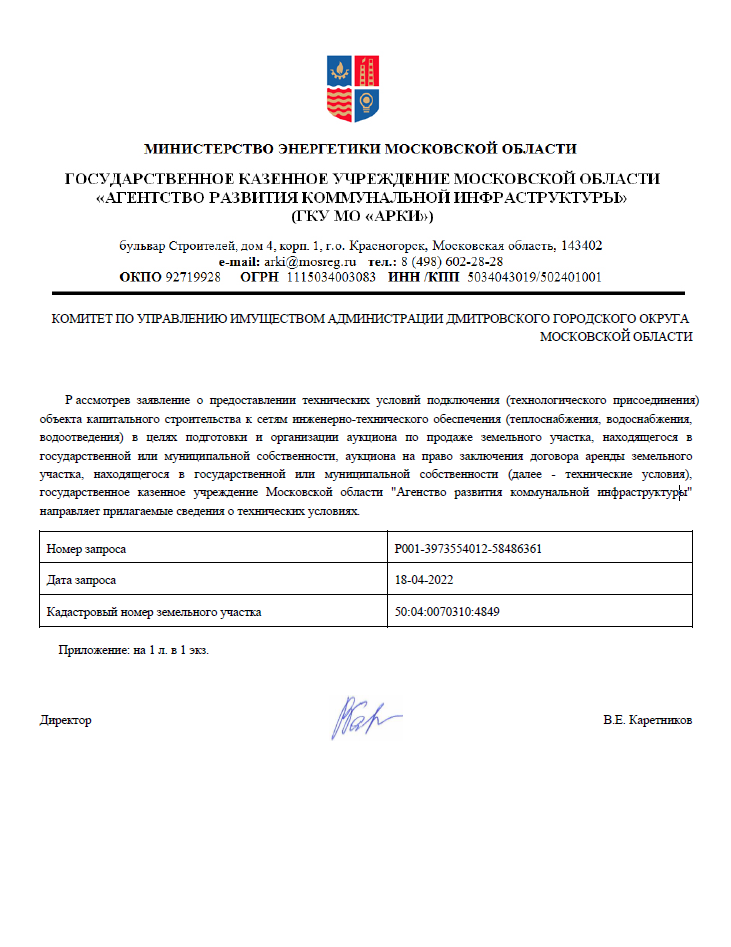 МИНИСТЕРСТВО ЭНЕРГЕТИКИ МОСКОВСКОЙ ОБЛАСТИ
ГОСУДАРСТВЕННОЕ КАЗЕННОЕ УЧРЕЖДЕНИЕ МОСКОВСКОЙ ОБЛАСТИ
«АГЕНТСТВО РАЗВИТИЯ КОММУНАЛЬНОЙ ИНФРАСТРУКТУРЫ»
(ГКУ МО «АРКИ»)
бульвар Строителей, дом 4, корп. 1, г.о. Красногорск, Московская область, 143402
e-mail: arki@mosreg.ru тел.: 8 (498) 602-28-28
ОКПО 92719928 ОГРН 1115034003083 ИНН /КПП 5034043019/502401001
КОМИТЕТ ПО УПРАВЛЕНИЮ ИМУЩЕСТВОМ АДМИНИСТРАЦИИ ДМИТРОВСКОГО ГОРОДСКОГО ОКРУГА
МОСКОВСКОЙ ОБЛАСТИ
Рассмотрев заявление о предоставлении технических условий подключения (технологического присоединения)
объекта капитального строительства к сетям инженерно-технического обеспечения (теплоснабжения, водоснабжения,
водоотведения) в целях подготовки и организации аукциона по продаже земельного участка, находящегося в
государственной или муниципальной собственности, аукциона на право заключения договора аренды земельного
участка, находящегося в государственной или муниципальной собственности (далее - технические условия),
государственное казенное учреждение Московской области "Агенство развития коммунальной инфраструктуры"
направляет прилагаемые сведения о технических условиях.
Номер запроса Р001-3973554012-58486361
Дата запроса 18-04-2022
Кадастровый номер земельного участка 50:04:0070310:4849
Приложение: на 1 л. в 1 экз.
Директор В.Е. Каретников